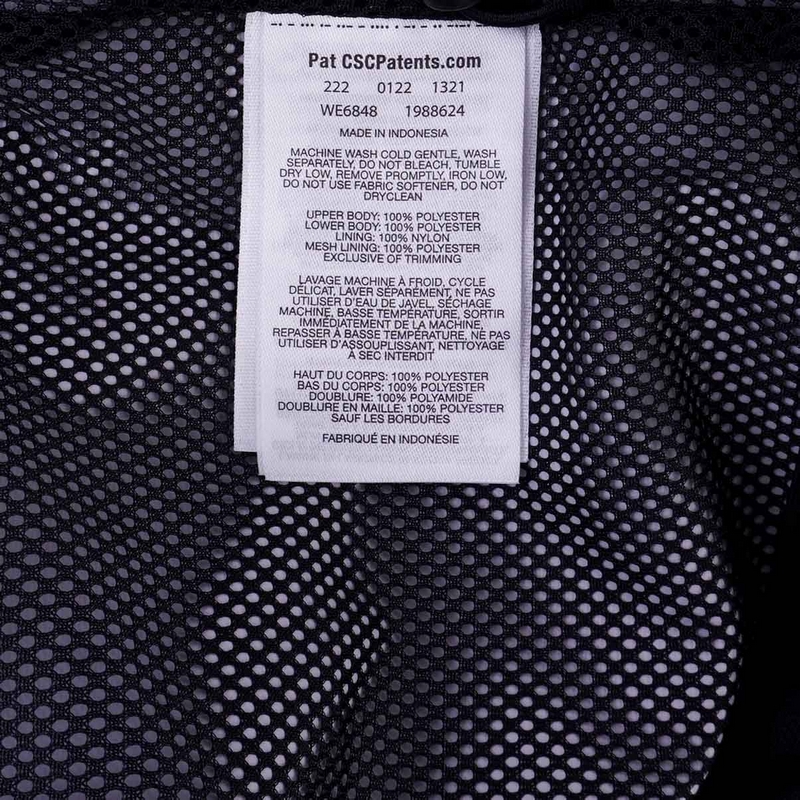 Pat CSCPatents.com
222 0122 1321
WE6848 1988624
MADE IN INDONESIA
MACHINE WASH COLD GENTLE, WASH
SEPARATELY, DO NOT BLEACH, TUMBLE
DRY LOW, REMOVE PROMPTLY, IRON LOW,
DO NOT USE FABRIC SOFTENER, DO NOT
DRYCLEAN
UPPER BODY: 100% POLYESTER
LOWER BODY: 100% POLYESTER
LINING: 100% NYLON
MESH LINING: 100% POLYESTER
EXCLUSIVE OF TRIMMING
LAVAGE MACHINE À FROID, CYCLE
DÉLICAT, LAVER SÉPARÉMENT, NE PAS
UTILISER D'EAU DE JAVEL, SÉCHAGE
MACHINE, BASSE TEMPÉRATURE, SORTIR
IMMÉDIATEMENT DE LA MACHINE,
REPASSER À BASSE TEMPÉRATURE, NE PAS
UTILISER D'ASSOUPLISSANT, NETTOYAGE
À SEC INTERDIT
HAUT DU CORPS: 100% POLYESTER
BAS DU CORPS: 100% POLYESTER
DOUBLURE: 100% POLYAMIDE
DOUBLURE EN MAILLE: 100% POLYESTER
SAUF LES BORDURES
FABRIQUÉ EN INDONÉSIE